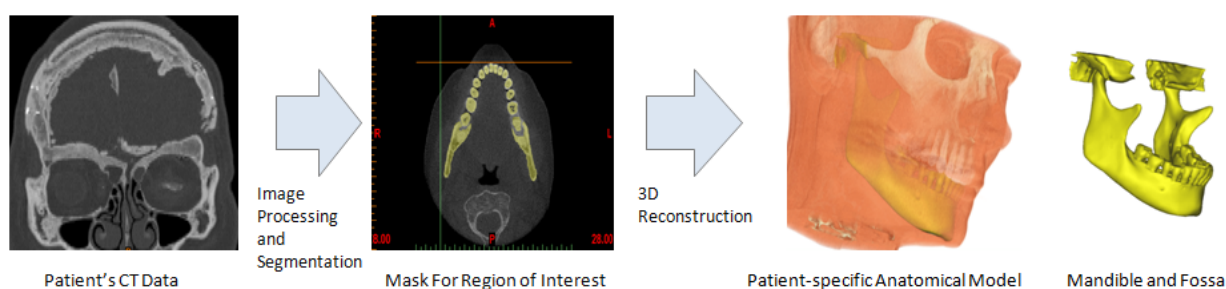 A
R
L
P
8.00
28.00
Image
Processing
and
Segmentation
3D
Reconstruction
Patient's CT Data
Mask For Region of Interest
Patient-specific Anatomical Model
Mandible and Fossa